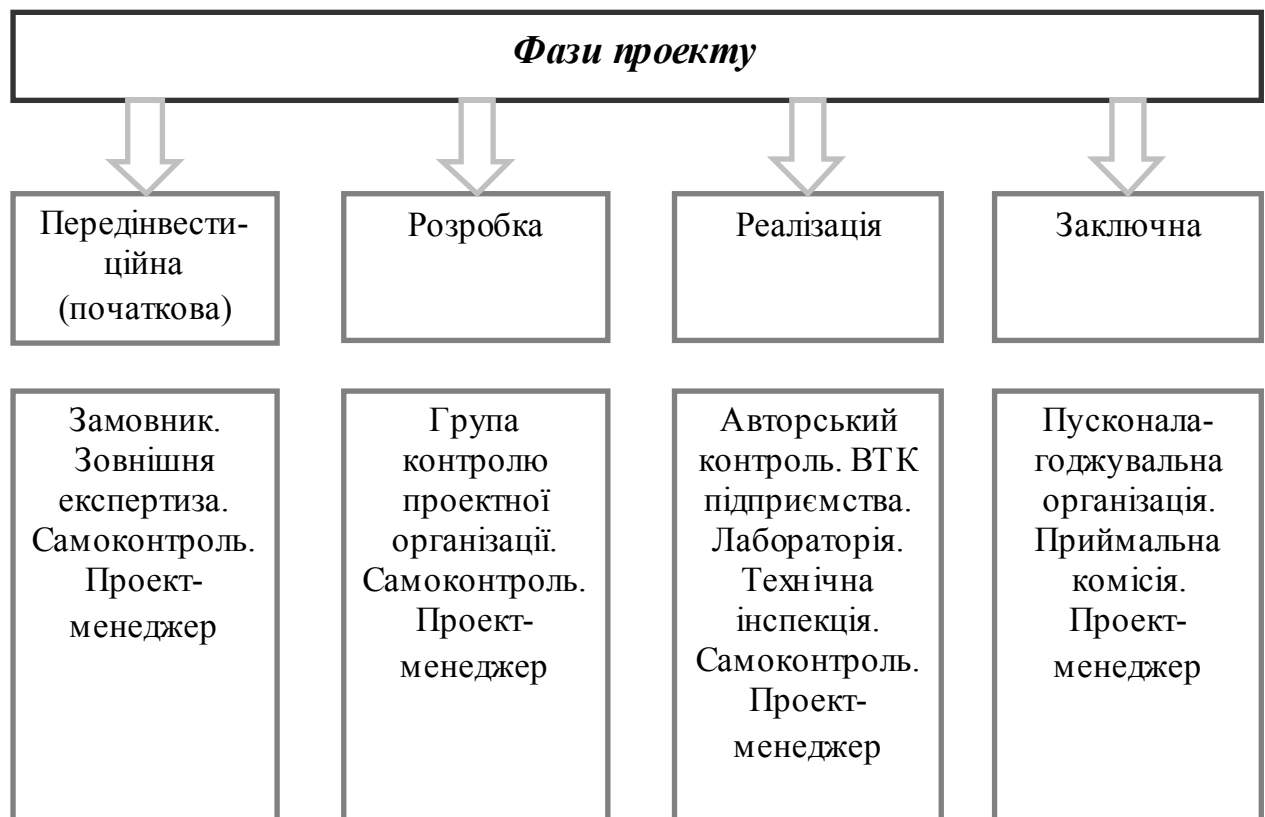 Фази проекту
Передінвести-
ційна
(початкова)
Розробка
Реалізація
Заключна
Замовник.
Зовнішня
експертиза.
Самоконтроль.
Проект-
менеджер
Група
контролю
проектної
організації.
Самоконтроль.
Проект-
менеджер
Авторський
контроль. ВТК
підприємства.
Лабораторія.
Технічна
інспекція.
Самоконтроль.
Проект-
менеджер
Пусконала-
годжувальна
організація.
Приймальна
комісія.
Проект-
менеджер